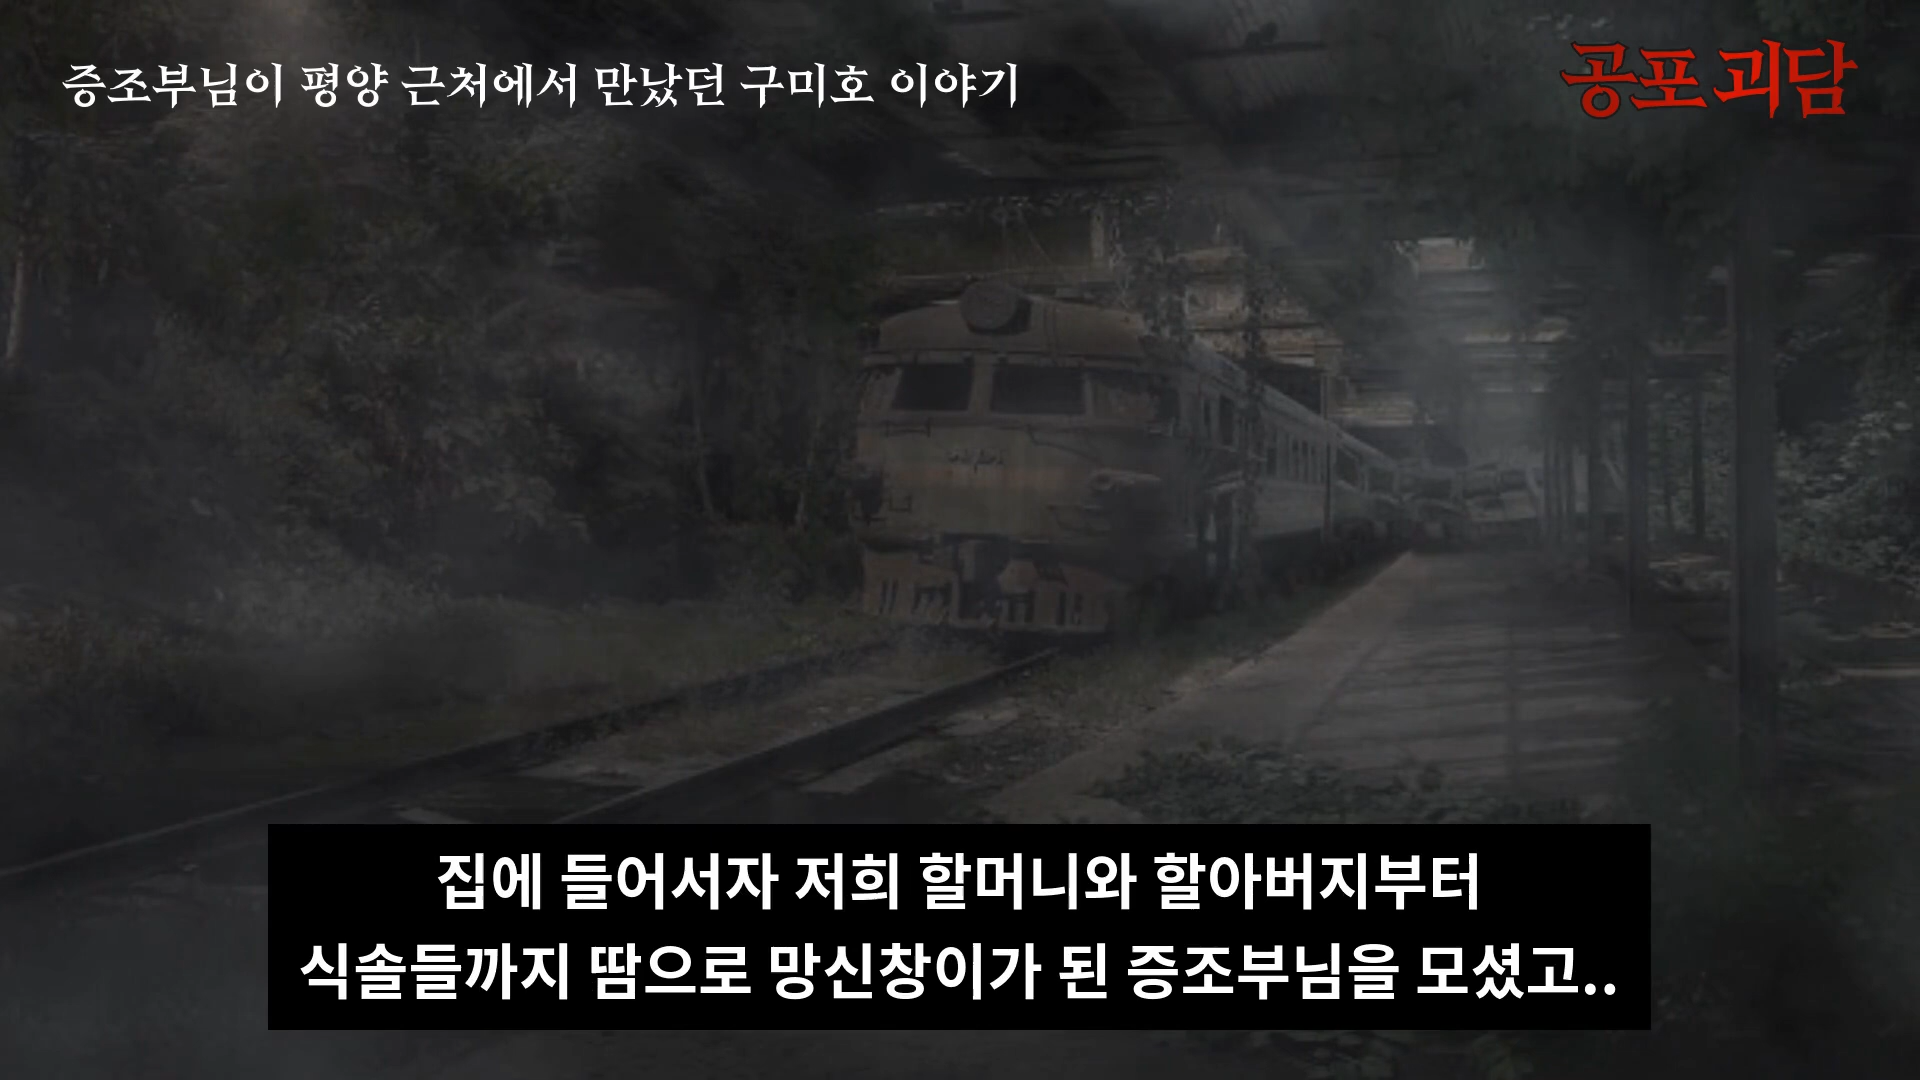 증조부님이 평양 근처에서 만났던 구미호 이야기
공포 괴담
집에 들어서자 저희 할머니와 할아버지부터
식솔들까지 땀으로 망신창이가 된 증조부님을 모셨고..